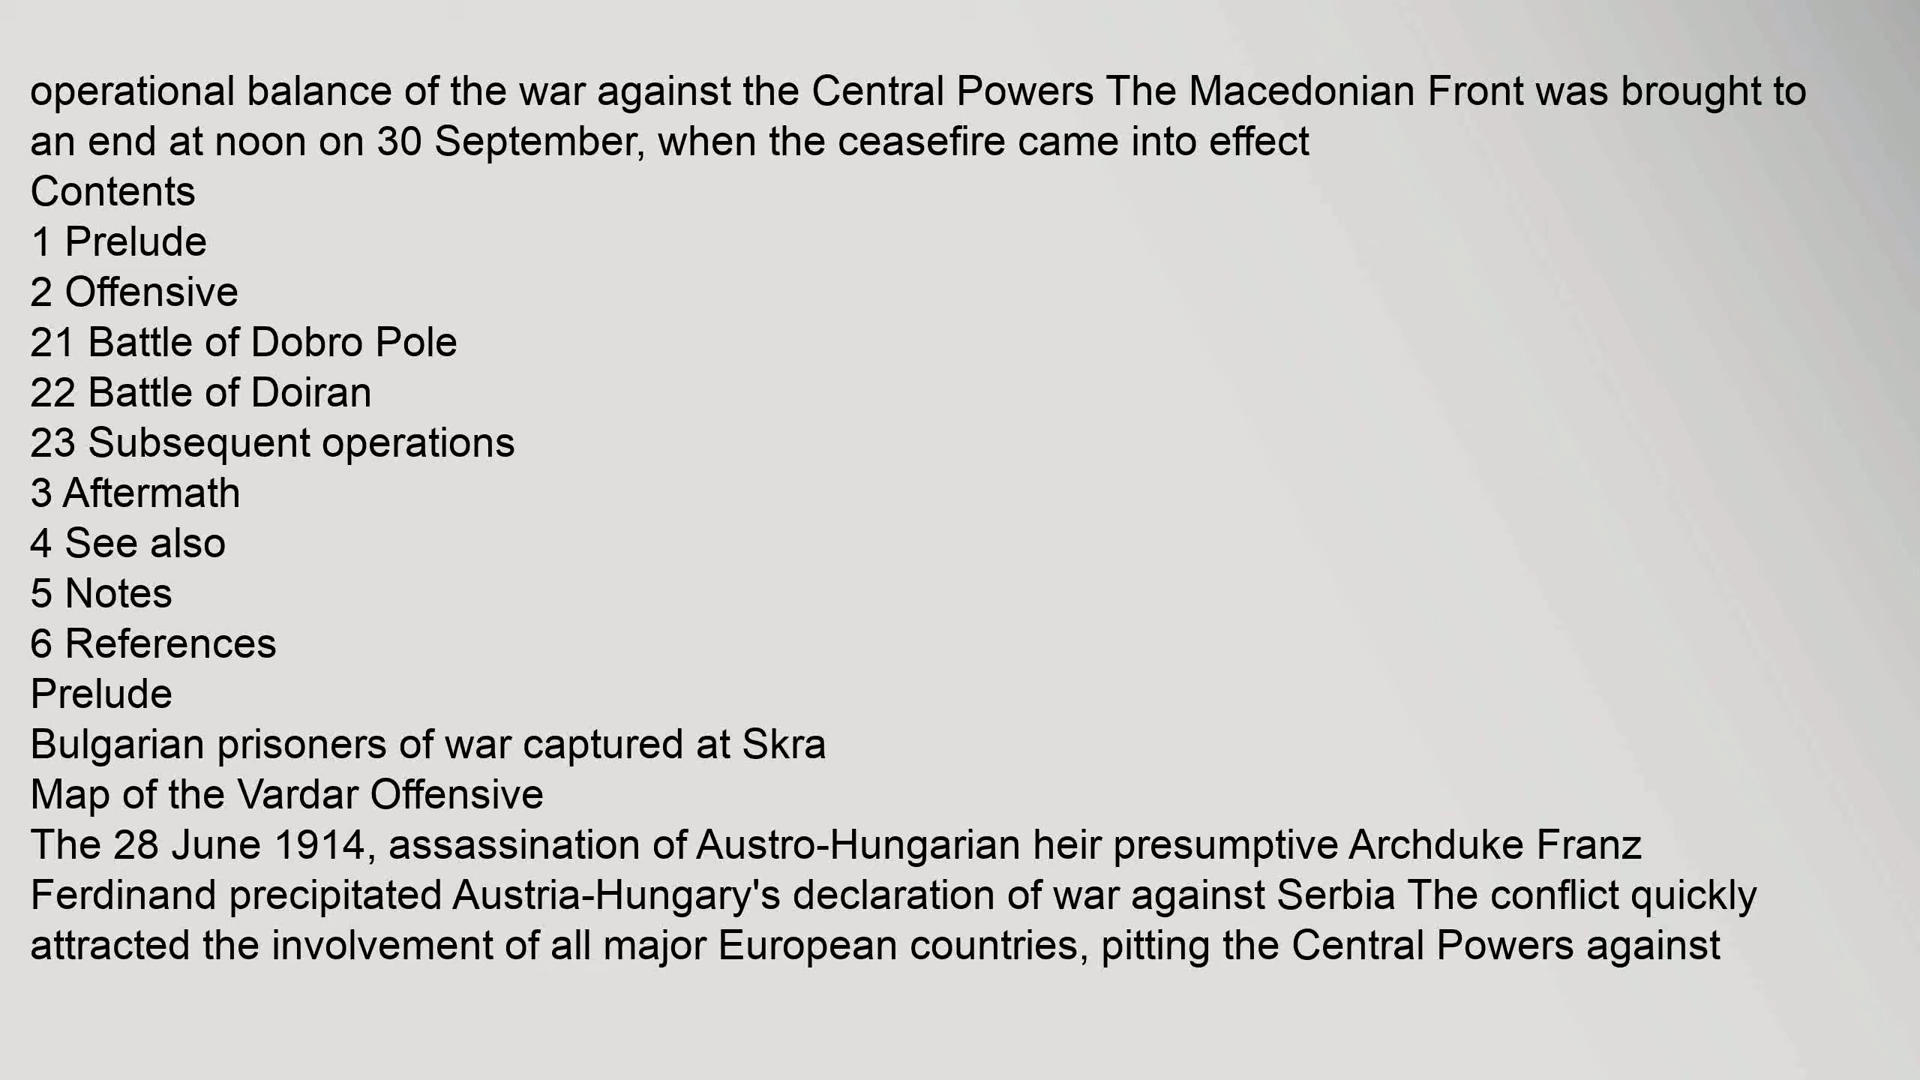 operational balance of the war against the Central Powers The Macedonian Front was brought to
an end at noon on 30 September, when the ceasefire came into effect
Contents
1 Prelude
2 Offensive
21 Battle of Dobro Pole
22 Battle of Doiran
23 Subsequent operations
3 Aftermath
4 See also
5 Notes
6 References
Prelude
Bulgarian prisoners of war captured at Skra
Map of the Vardar Offensive
The 28 June 1914, assassination of Austro-Hungarian heir presumptive Archduke Franz
Ferdinand precipitated Austria-Hungary's declaration of war against Serbia The conflict quickly
attracted the involvement of all major European countries, pitting the Central Powers against